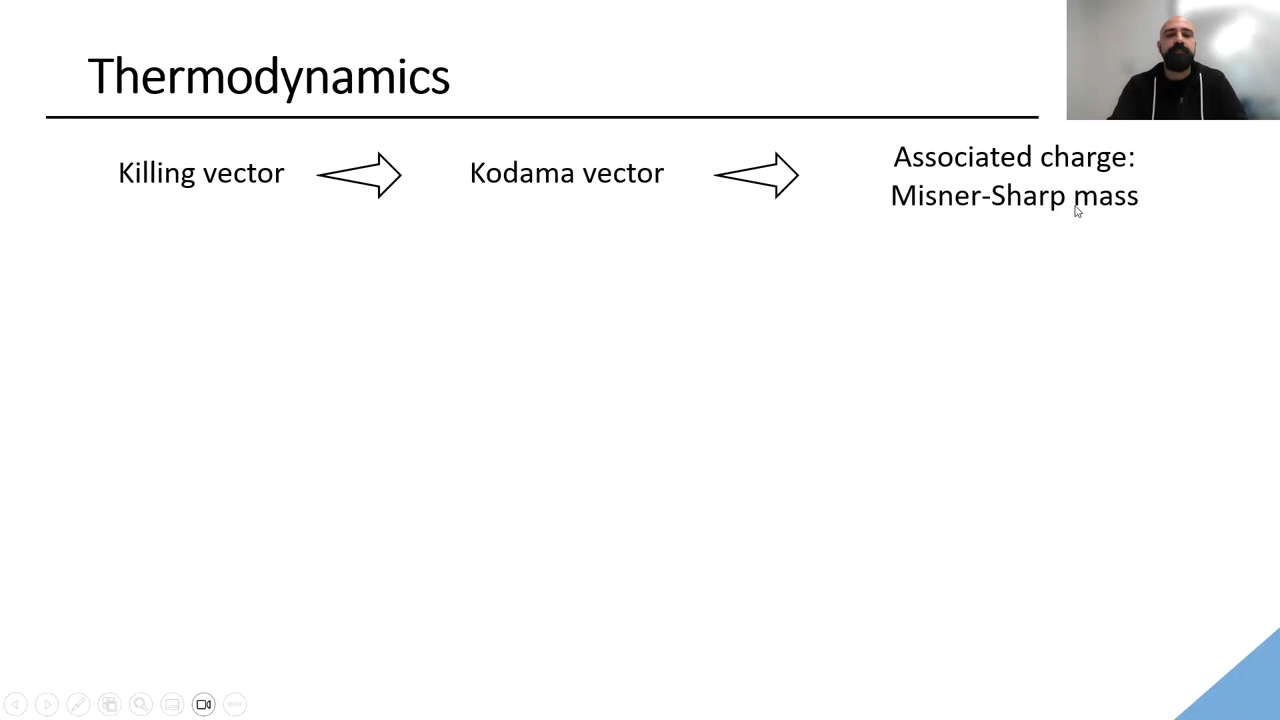 Thermodynamics
Killing vector
Kodama vector
Associated charge:
Misner-Sharp mass